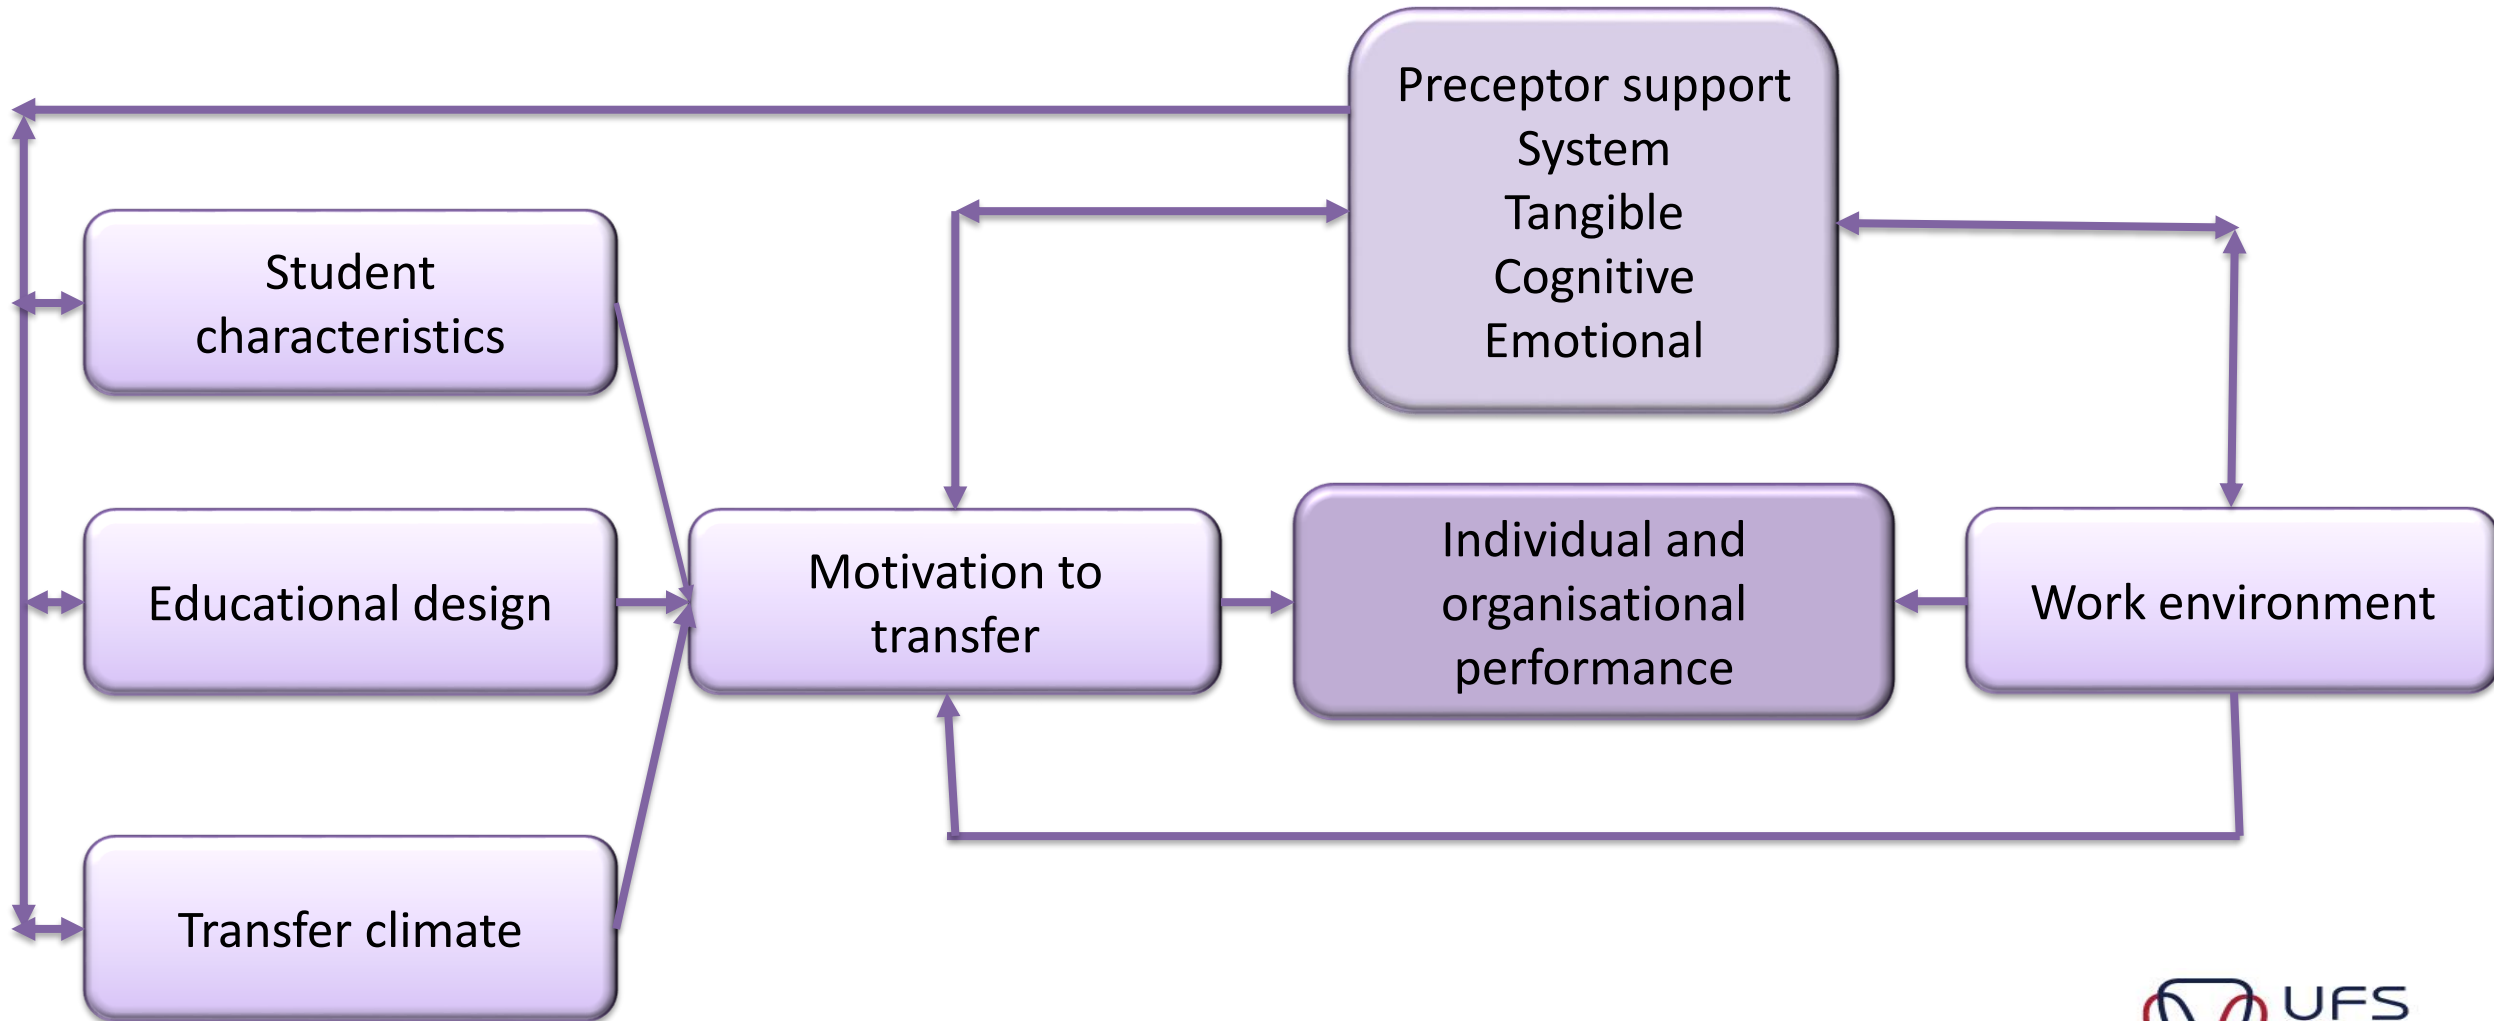 Preceptor support
System
Tangible
Cognitive
Emotional
Student
characteristics
Educational design
Motivation to
transfer
Individual and
organisational
performance
Work environment
Transfer climate
UFS